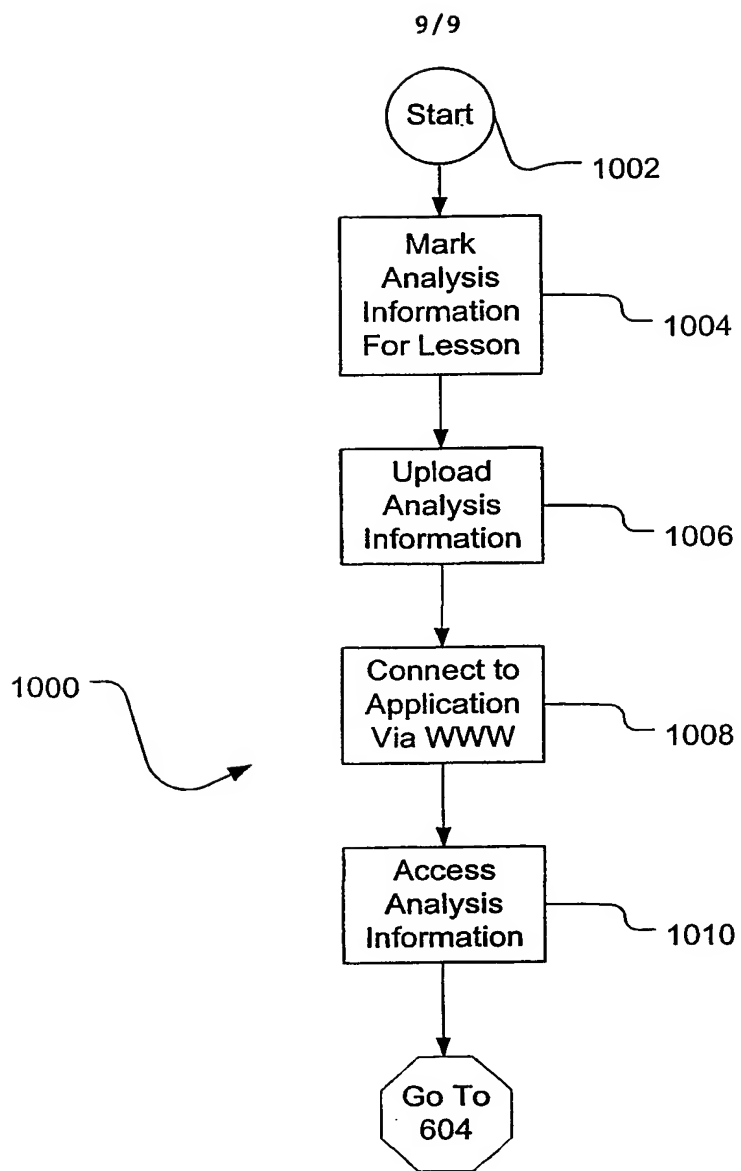 9/9
Start
1002
Mark
Analysis
Information
For Lesson
1004
Upload
Analysis
Information
1006
Connect to
Application
Via WWW
1008
1000
Access
Analysis
Information
1010
Go To
604